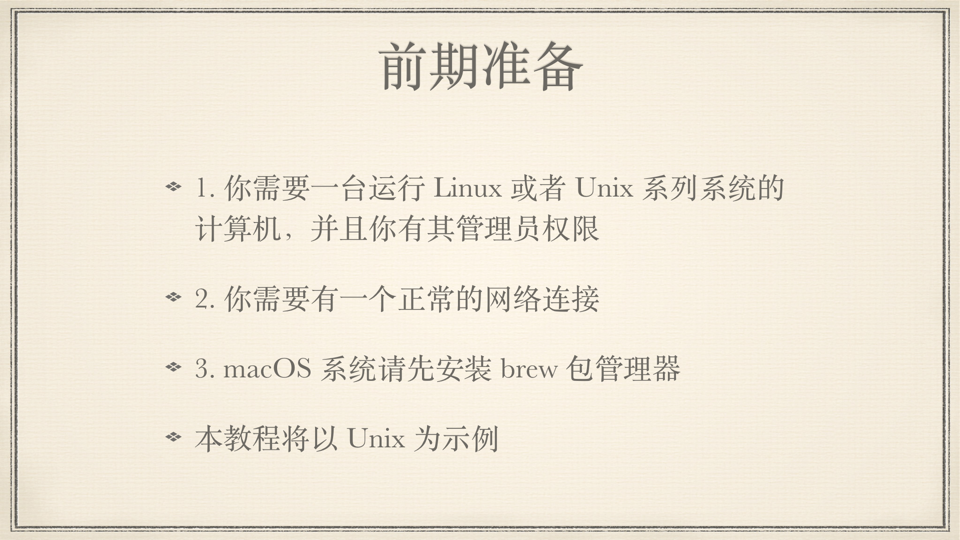 前期准备
1. 你需要一台运行 Linux 或者 Unix 系列系统的
计算机，并且你有其管理员权限
2. 你需要有一个正常的网络连接
3. macOS 系统请先安装 brew 包管理器
本教程将以 Unix 为示例